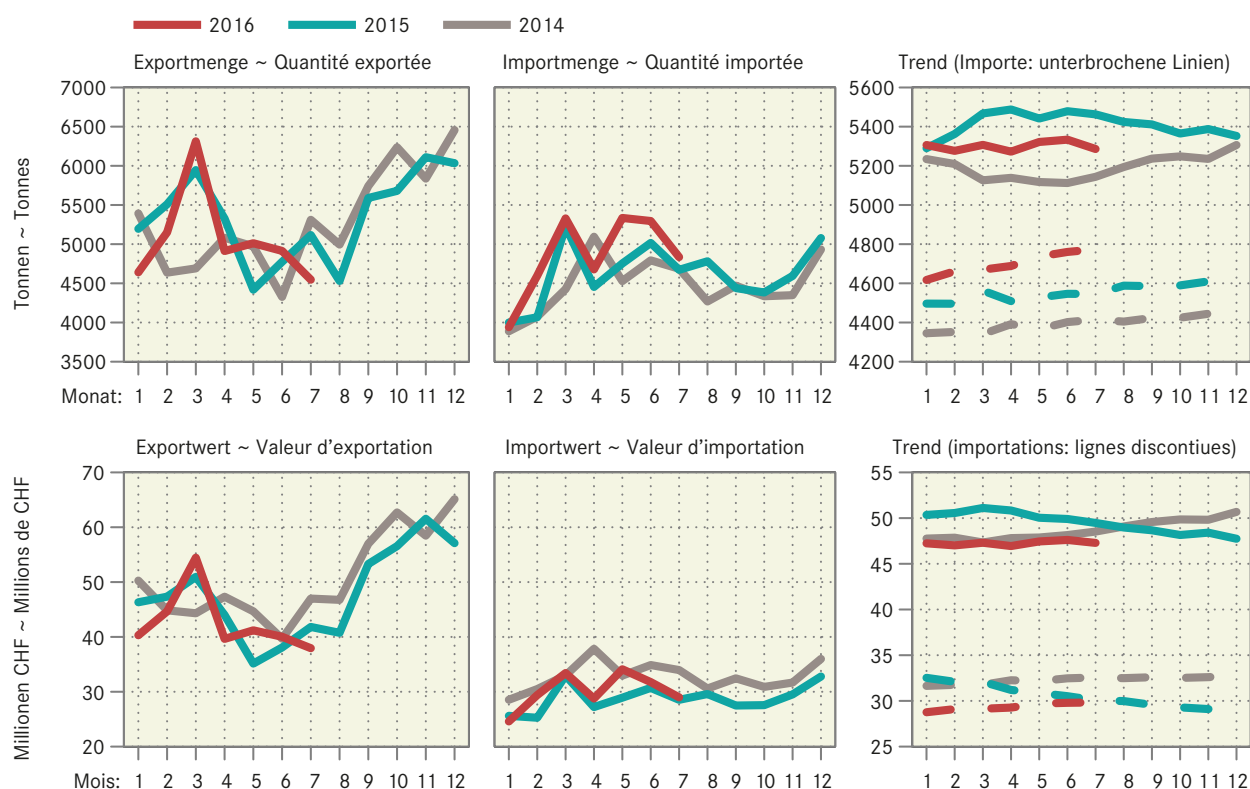 2016 2015 2014
Exportmenge ~ Quantité exportée
Importmenge ~ Quantité importée
Trend (Importe: unterbrochene Linien)
Tonnen ~ Tonnes
7000
6500
6000
5500
5000
4500
4000
3500
5600
5400
5200
5000
4800
4600
4400
4200
Monat: 1 2 3 4 5 6 7 8 9 10 11 12
1 2 3 4 5 6 7 8 9 10 11 12
1 2 3 4 5 6 7 8 9 10 11 12
Exportwert ~ Valeur d'exportation
Importwert ~ Valeur d'importation
Trend (importations: lignes discontiues)
Millionen CHF ~ Millions de CHF
70
60
50
40
30
20
55
50
45
40
35
30
25
Mois: 1 2 3 4 5 6 7 8 9 10 11 12
1 2 3 4 5 6 7 8 9 10 11 12
1 2 3 4 5 6 7 8 9 10 11 12